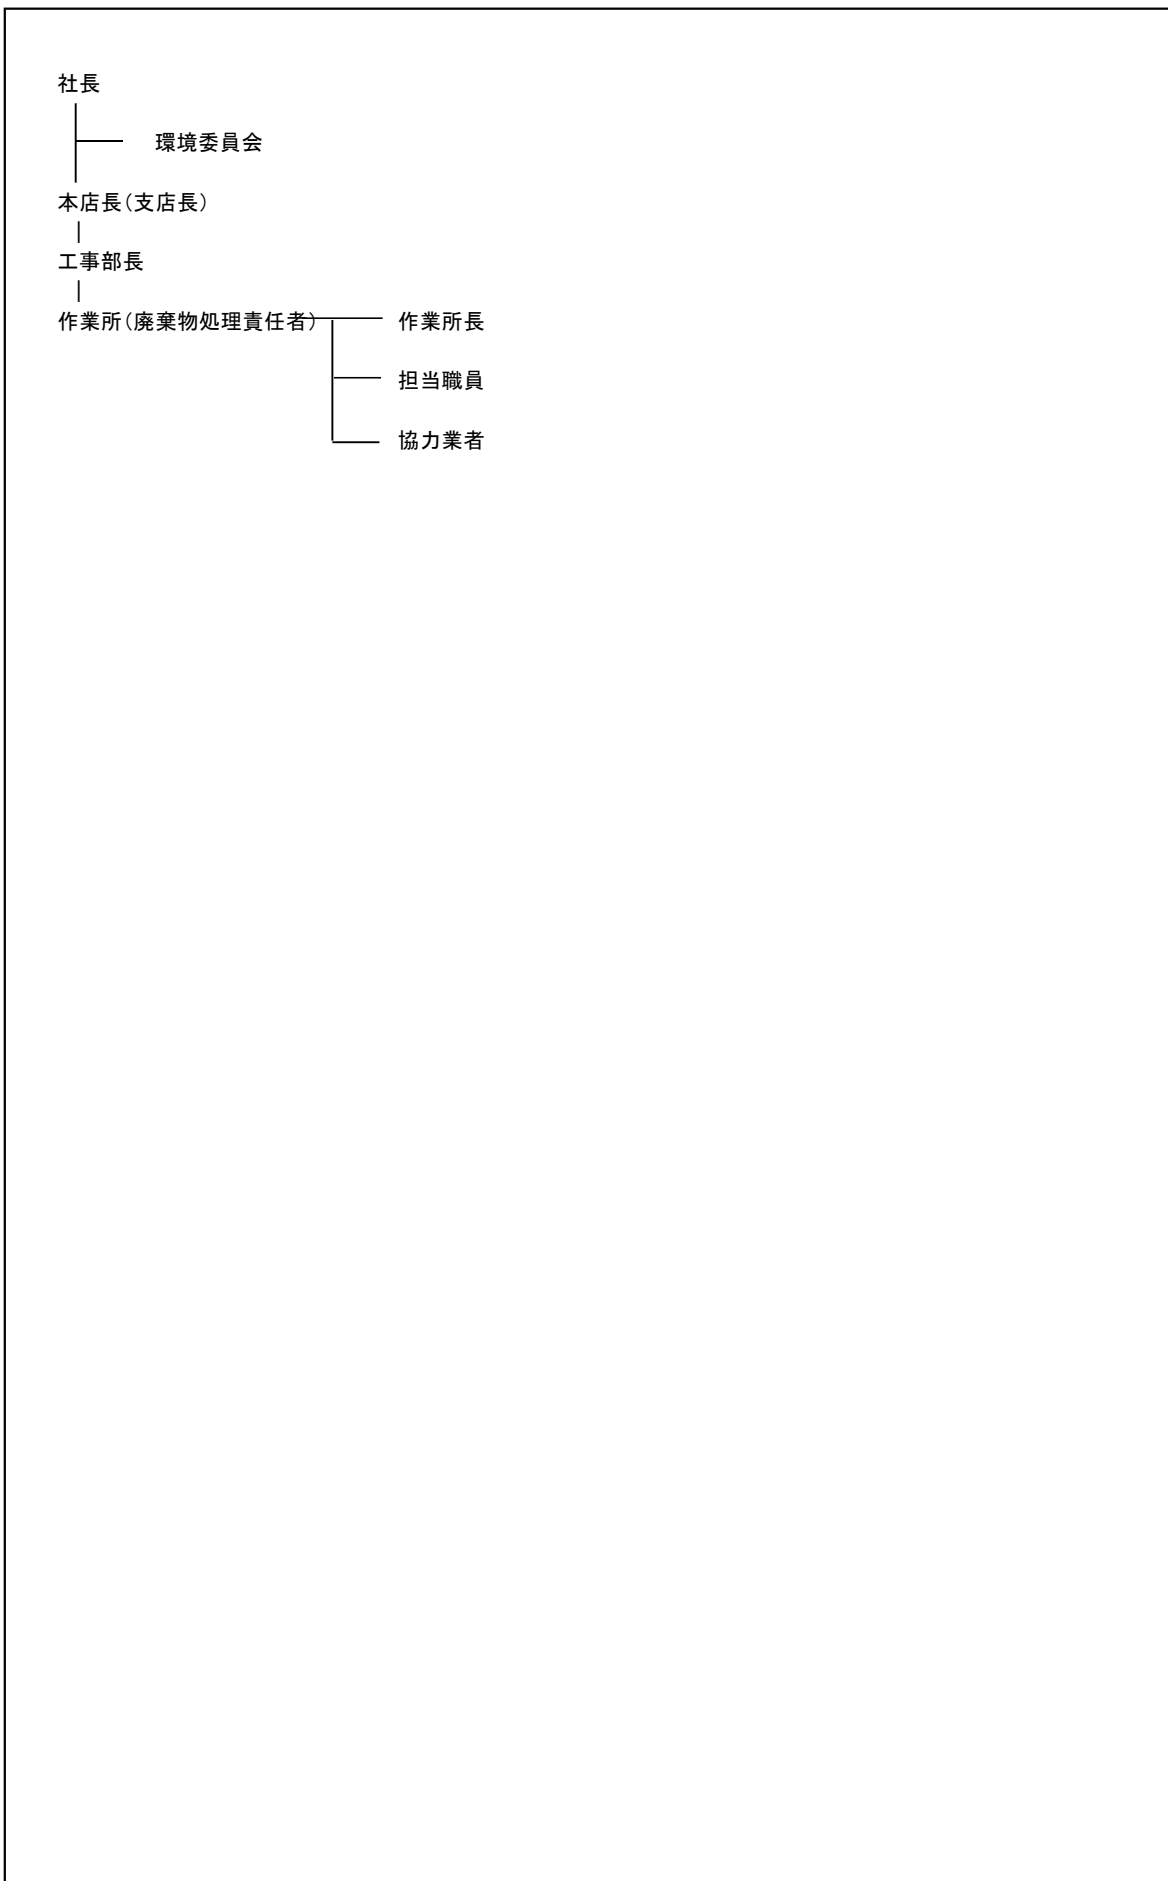 社長
環境委員会
本店長(支店長)
工事部長
作業所(廃棄物処理責任者) 作業所長
担当職員
協力業者